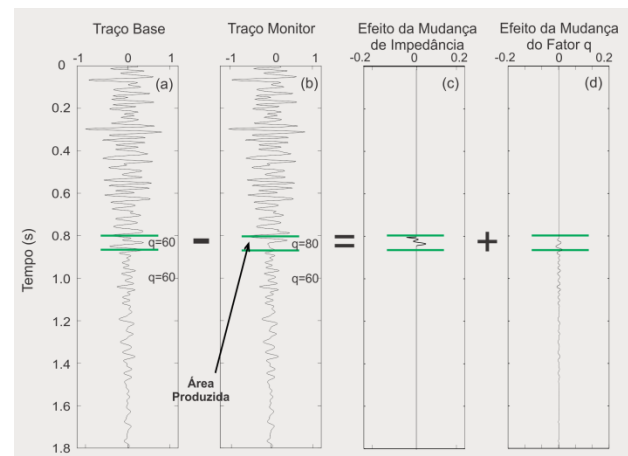 Traço Base
Traço Monitor
Efeito da Mudança
de Impedância
Efeito da Mudança
do Fator q
-1 0 1
-1 0 1
-0.2 0 0.2
-0.2 0 0.2
(a)
(b)
(c)
(d)
0
0.2
0.4
0.6
0.8
1.0
1.2
1.4
1.6
1.8
Tempo (s)
q=60
q=60
-
q=80
q=60
=
+
Área
Produzida